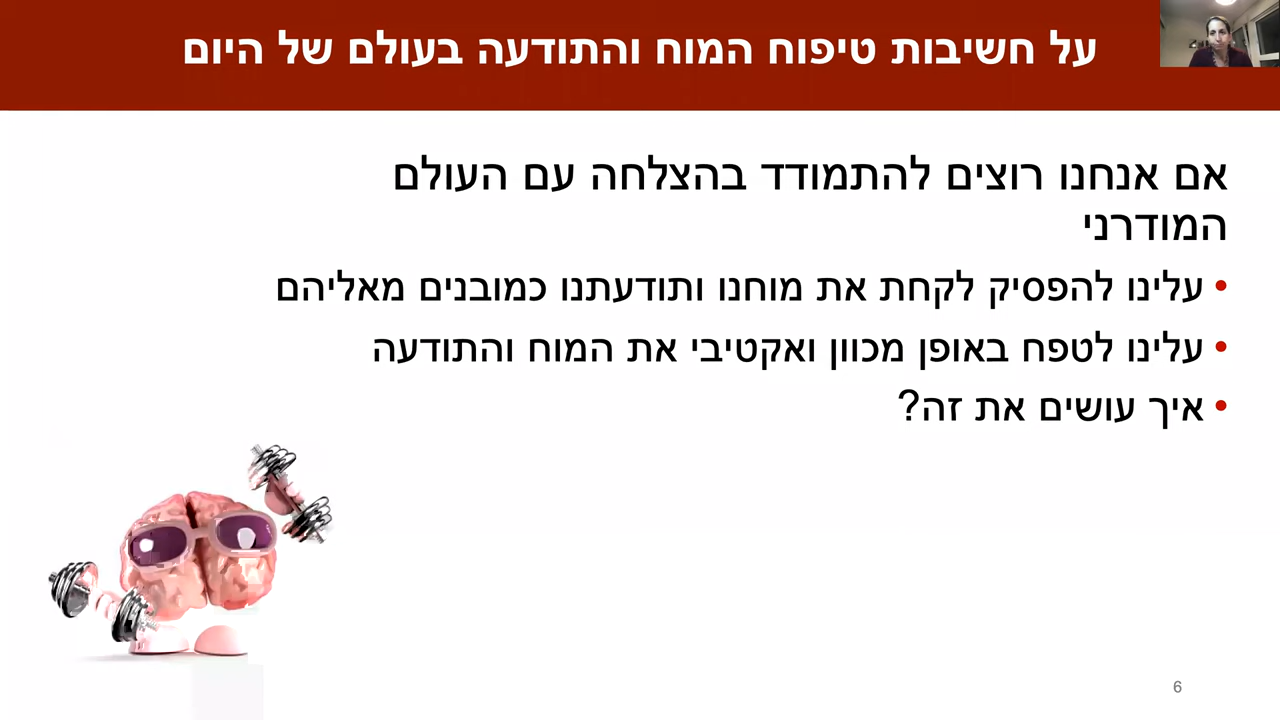 על חשיבות טיפוח המוח והתודעה בעולם של היום
אם אנחנו רוצים להתמודד בהצלחה עם העולם
המודרני
• עלינו להפסיק לקחת את מוחנו ותודעתנו כמובנים מאליהם
• עלינו לטפח באופן מכוון ואקטיבי את המוח והתודעה
• איך עושים את זה?
6